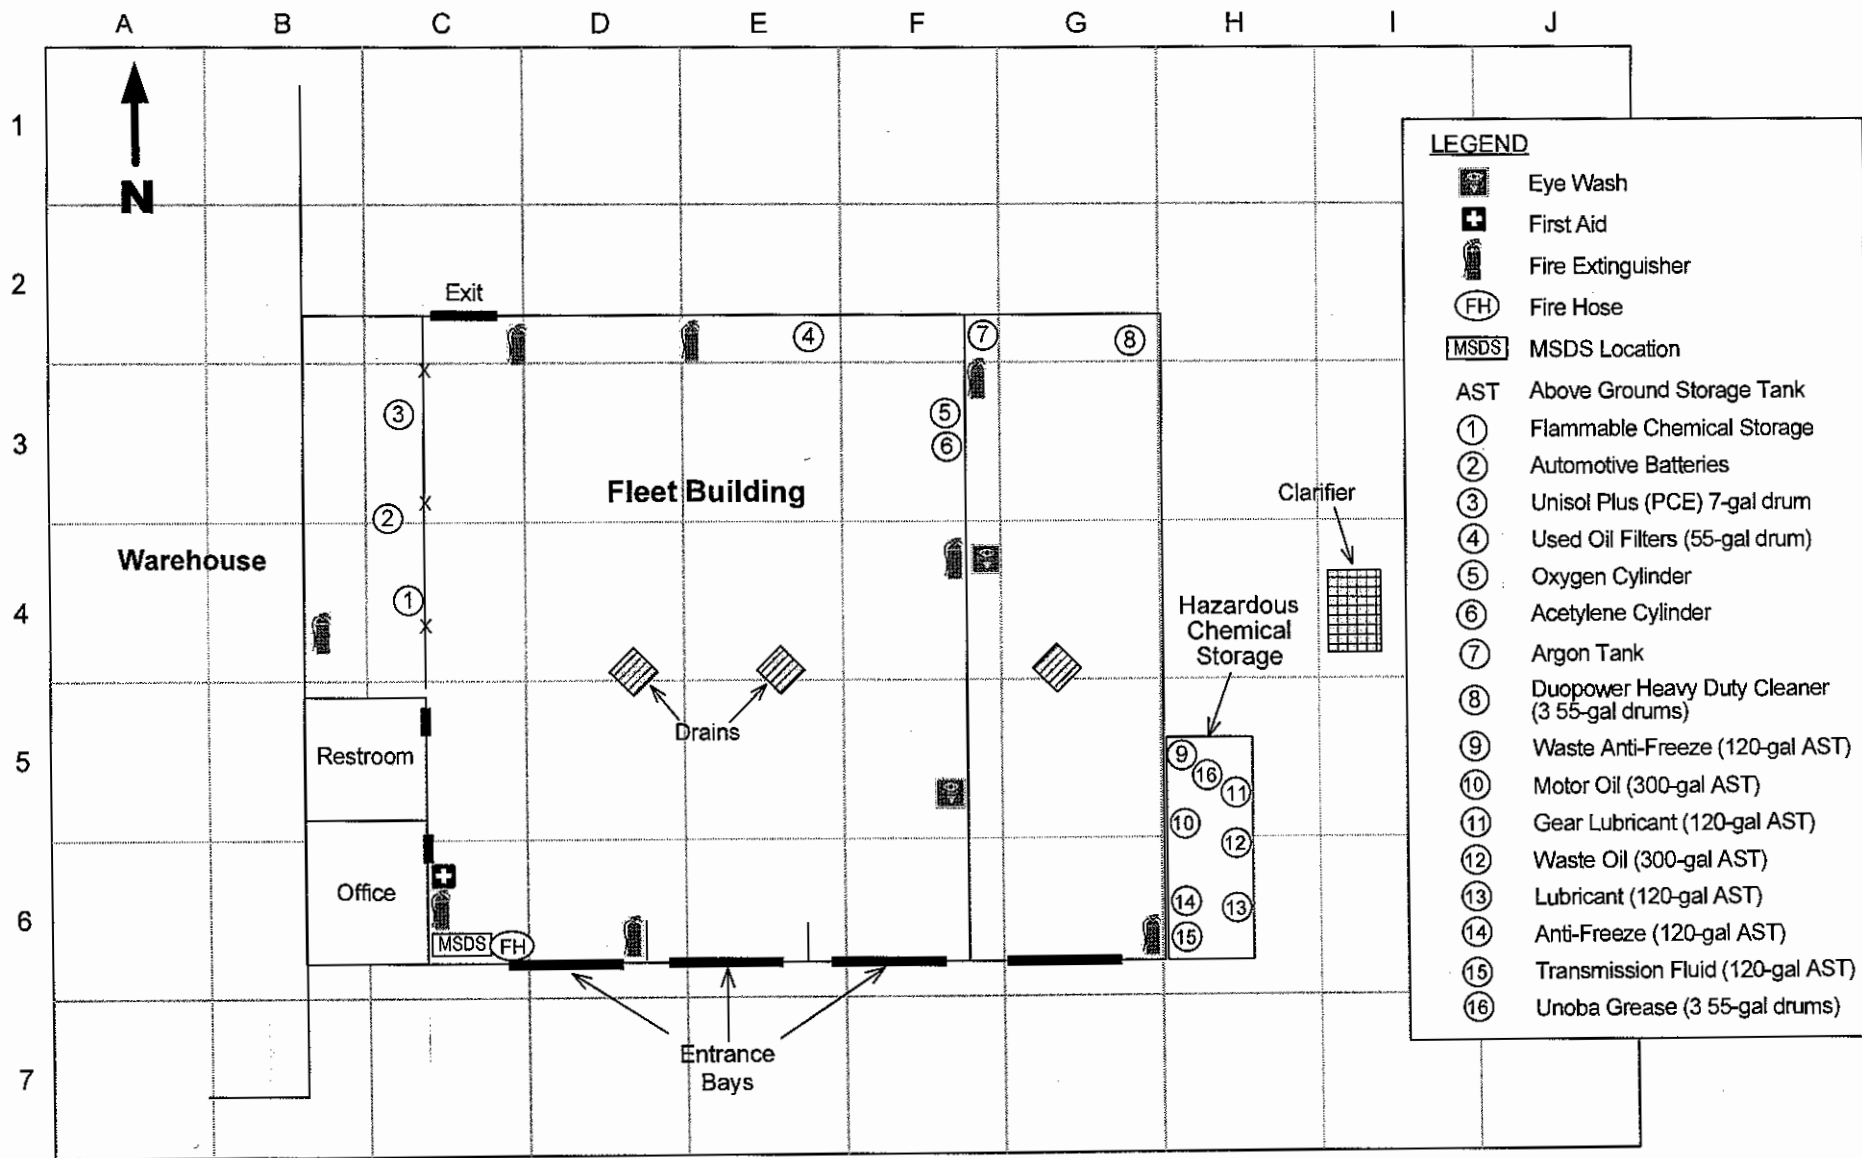 A B C D E F G H I J
1
2
3
4
5
6
7
N
Exit
Warehouse
Fleet Building
Restroom
Office
MSDS
FH
Drains
Entrance
Bays
Hazardous
Chemical
Storage
Clarifier
1
2
3
4
5
6
7
8
9
16
11
10
12
14
13
15
LEGEND
Eye Wash
First Aid
Fire Extinguisher
FH Fire Hose
MSDS MSDS Location
AST Above Ground Storage Tank
1 Flammable Chemical Storage
2 Automotive Batteries
3 Unisol Plus (PCE) 7-gal drum
4 Used Oil Filters (55-gal drum)
5 Oxygen Cylinder
6 Acetylene Cylinder
7 Argon Tank
8 Duopower Heavy Duty Cleaner
(3 55-gal drums)
9 Waste Anti-Freeze (120-gal AST)
10 Motor Oil (300-gal AST)
11 Gear Lubricant (120-gal AST)
12 Waste Oil (300-gal AST)
13 Lubricant (120-gal AST)
14 Anti-Freeze (120-gal AST)
15 Transmission Fluid (120-gal AST)
16 Unoba Grease (3 55-gal drums)